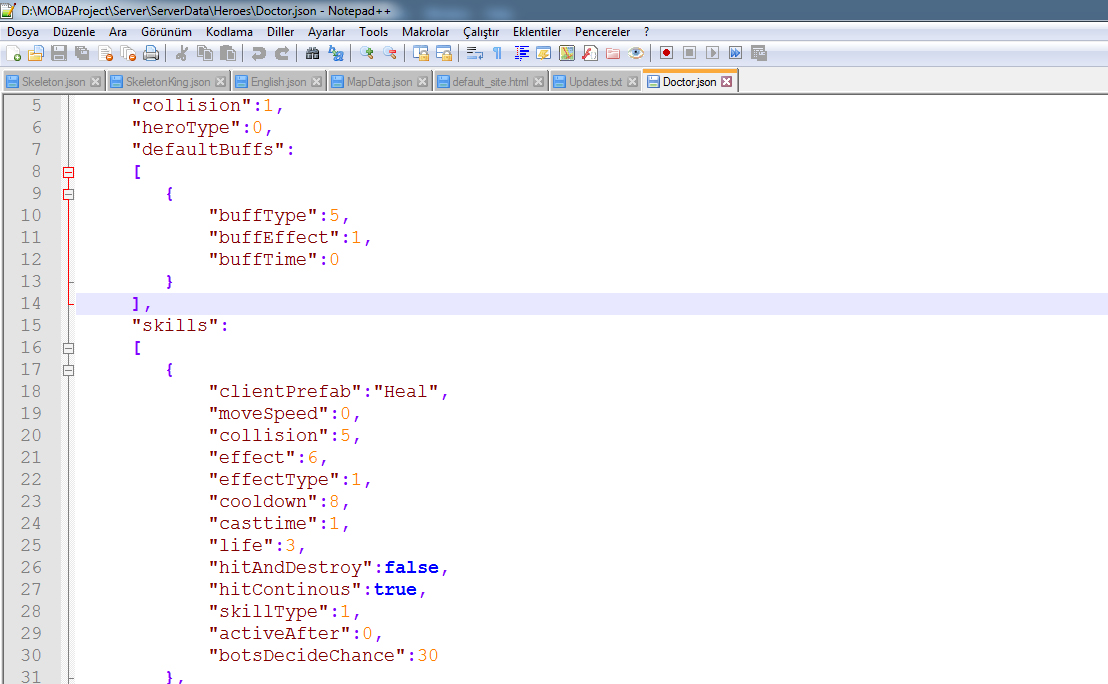 D:\MOBAProject\Server\ServerData\Heroes\Doctor.json - Notepad++
Dosya Düzenle Ara Görünüm Kodlama Diller Ayarlar Tools Makrolar Çalıştır Eklentiler Pencereler ?
Skeleton.json SkeletonKing.json English.json MapData.json default_site.html Updates.txt Doctor.json
5 "collision":1,
6 "heroType":0,
7 "defaultBuffs":
8 [
9 {
10 "buffType":5,
11 "buffEffect":1,
12 "buffTime":0
13 }
14 ],
15 "skills":
16 [
17 {
18 "clientPrefab":"Heal",
19 "moveSpeed":0,
20 "collision":5,
21 "effect":6,
22 "effectType":1,
23 "cooldown":8,
24 "casttime":1,
25 "life":3,
26 "hitAndDestroy":false,
27 "hitContinous":true,
28 "skillType":1,
29 "activeAfter":0,
30 "botsDecideChance":30
31 },